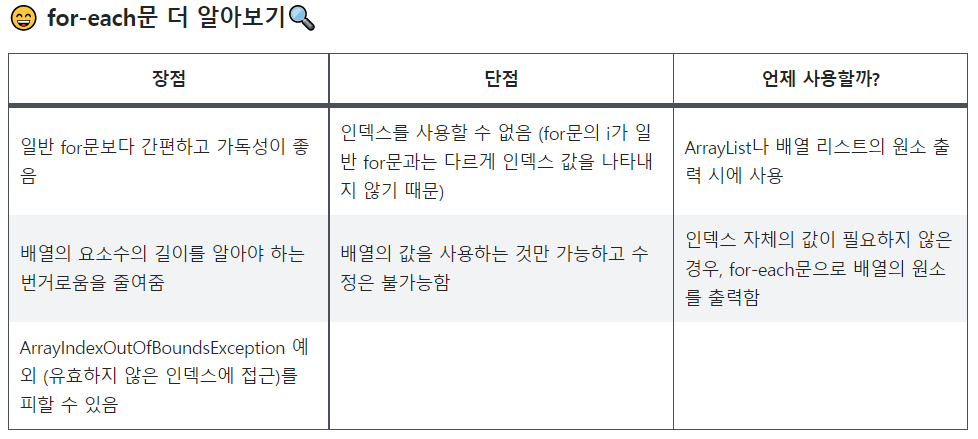 😄 for-each문 더 알아보기🔍
장점
단점
언제 사용할까?
일반 for문보다 간편하고 가독성이 좋
음
인덱스를 사용할 수 없음 (for문의 i가 일
반 for문과는 다르게 인덱스 값을 나타내
지 않기 때문)
ArrayList나 배열 리스트의 원소 출
력 시에 사용
배열의 요소수의 길이를 알아야 하는
번거로움을 줄여줌
배열의 값을 사용하는 것만 가능하고 수
정은 불가능함
인덱스 자체의 값이 필요하지 않은
경우, for-each문으로 배열의 원소
를 출력함
ArrayIndexOutOfBoundsException 예
외 (유효하지 않은 인덱스에 접근)를
피할 수 있음